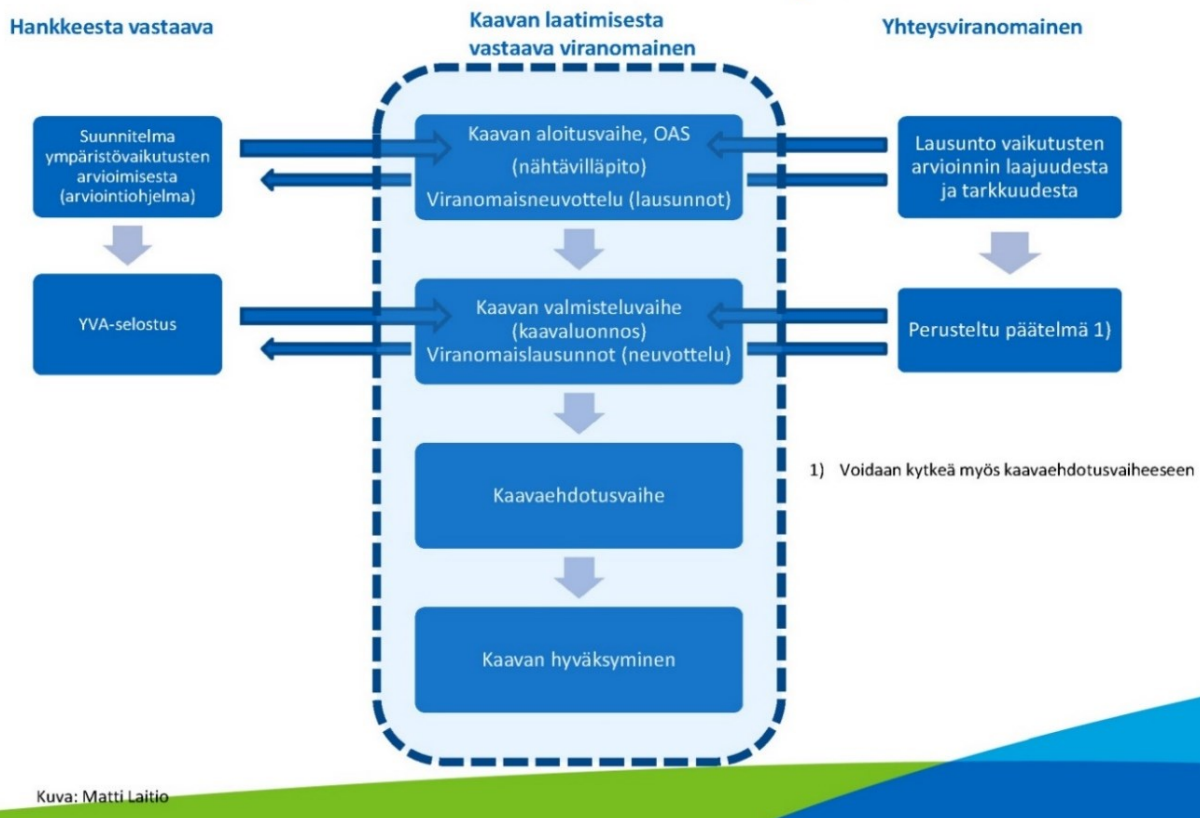 Hankkeesta vastaava
Kaavan laatimisesta
vastaava viranomainen
Yhteysviranomainen
Suunnitelma
ympäristövaikutusten
arvioimisesta
(arviointiohjelma)
Kaavan aloitusvaihe, OAS
(nähtävilläpito)
Viranomaisneuvottelu (lausunnot)
Lausunto vaikutusten
arvioinnin laajuudesta
ja tarkkuudesta
YVA-selostus
Kaavan valmisteluvaihe
(kaavaluonnos)
Viranomaislausunnot (neuvottelu)
Perusteltu päätelmä 1)
Kaavaehdotusvaihe
1) Voidaan kytkeä myös kaavaehdotusvaiheeseen
Kaavan hyväksyminen
Kuva: Matti Laitio